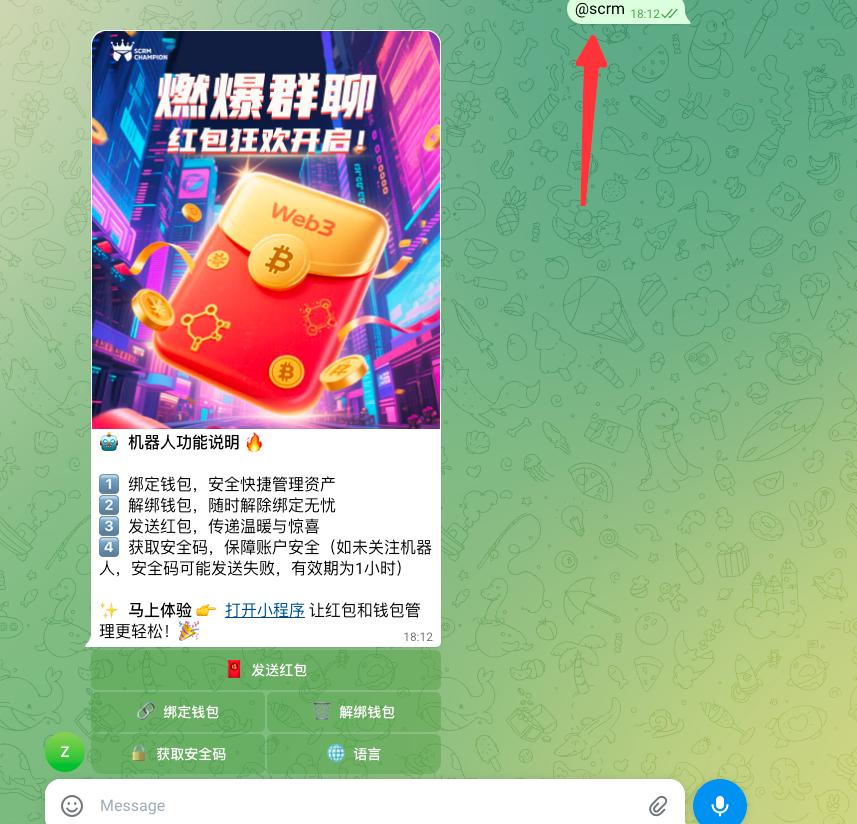 @scrm 18:12
SCRM
CHAMPION
燃爆群聊
红包狂欢开启！
Web3
机器人功能说明
1 绑定钱包，安全快捷管理资产
2 解绑钱包，随时解除绑定无忧
3 发送红包，传递温暖与惊喜
4 获取安全码，保障账户安全（如未关注机器
人，安全码可能发送失败，有效期为1小时）
马上体验 打开小程序 让红包和钱包管
理更轻松！
18:12
发送红包
绑定钱包 解绑钱包
获取安全码 语言
Z
Message